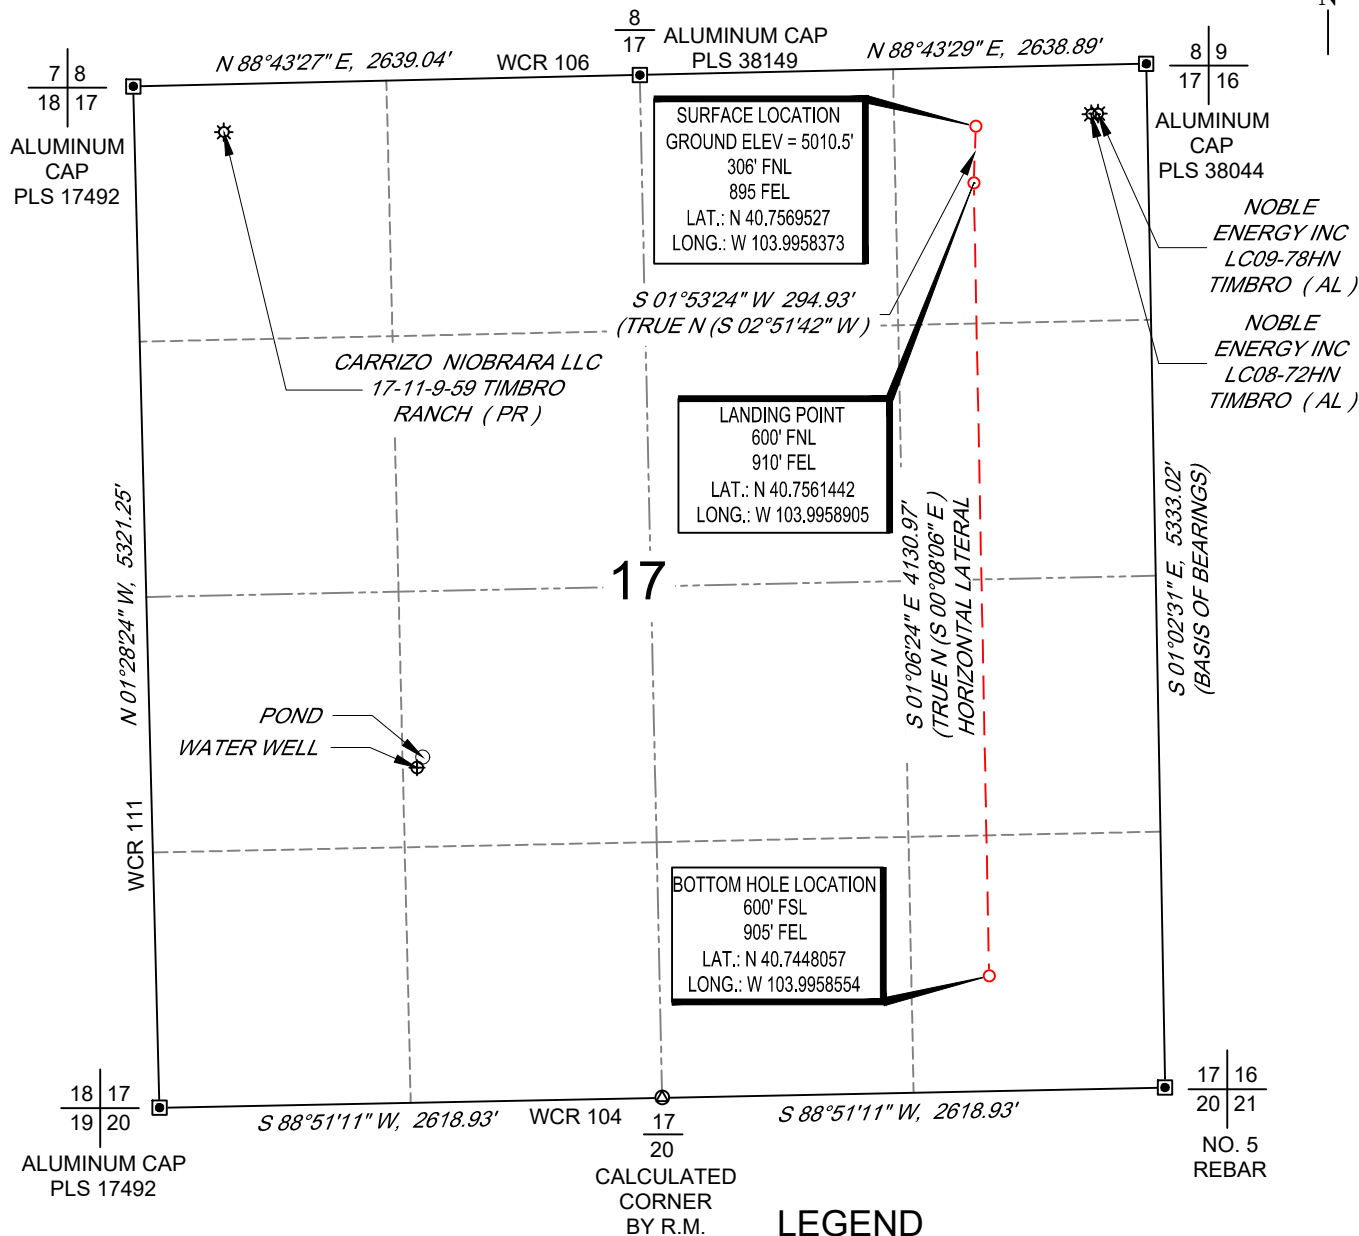 N
8
17
ALUMINUM CAP
PLS 38149
N 88°43'27" E, 2639.04'
WCR 106
N 88°43'29" E, 2638.89'
7 8
18 17
ALUMINUM
CAP
PLS 17492
8 9
17 16
ALUMINUM
CAP
PLS 38044
SURFACE LOCATION
GROUND ELEV = 5010.5'
306' FNL
895 FEL
LAT.: N 40.7569527
LONG.: W 103.9958373
NOBLE
ENERGY INC
LC09-78HN
TIMBRO ( AL )
NOBLE
ENERGY INC
LC08-72HN
TIMBRO ( AL )
S 01°53'24" W 294.93'
(TRUE N (S 02°51'42" W )
CARRIZO NIOBRARA LLC
17-11-9-59 TIMBRO
RANCH ( PR )
LANDING POINT
600' FNL
910' FEL
LAT.: N 40.7561442
LONG.: W 103.9958905
N 01°28'24" W, 5321.25'
WCR 111
17
S 01°06'24" E 4130.97'
(TRUE N (S 00°08'06" E )
HORIZONTAL LATERAL
S 01°02'31" E, 5333.02'
(BASIS OF BEARINGS)
POND
WATER WELL
BOTTOM HOLE LOCATION
600' FSL
905' FEL
LAT.: N 40.7448057
LONG.: W 103.9958554
18 17
19 20
ALUMINUM CAP
PLS 17492
S 88°51'11" W, 2618.93'
WCR 104
17
20
CALCULATED
CORNER
BY R.M.
S 88°51'11" W, 2618.93'
17 16
20 21
NO. 5
REBAR
LEGEND